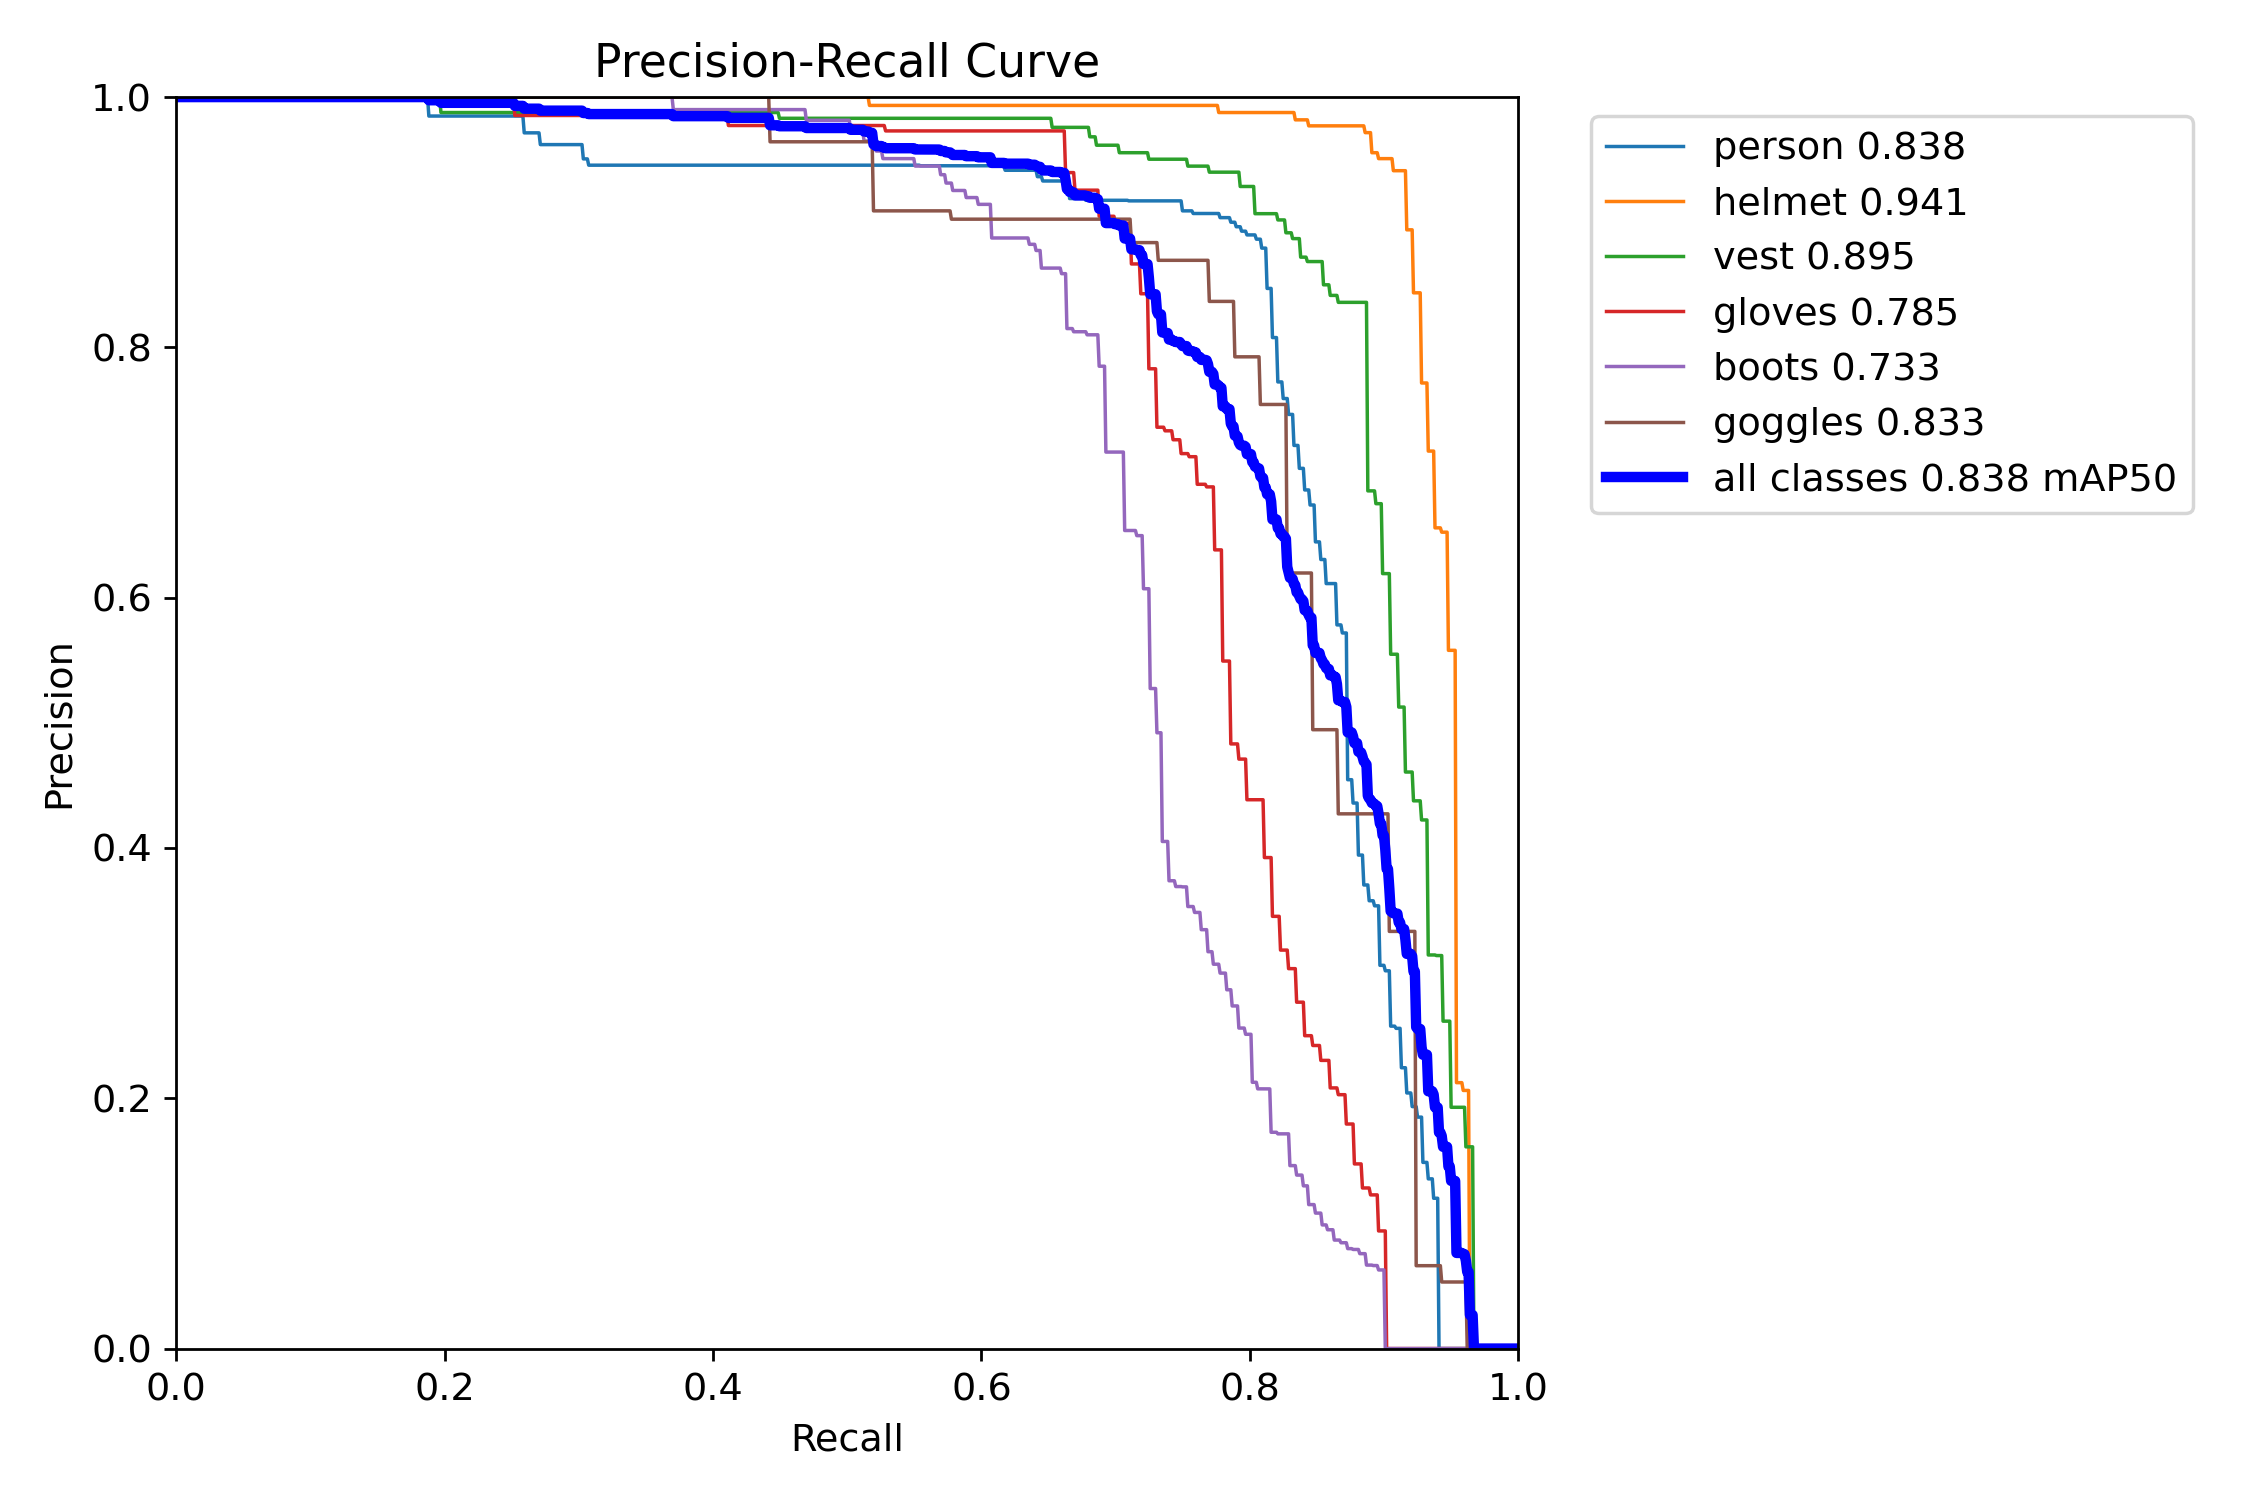 Precision-Recall Curve
1.0
0.8
0.6
0.4
0.2
0.0
Precision
0.0 0.2 0.4 0.6 0.8 1.0
Recall
person 0.838
helmet 0.941
vest 0.895
gloves 0.785
boots 0.733
goggles 0.833
all classes 0.838 mAP50